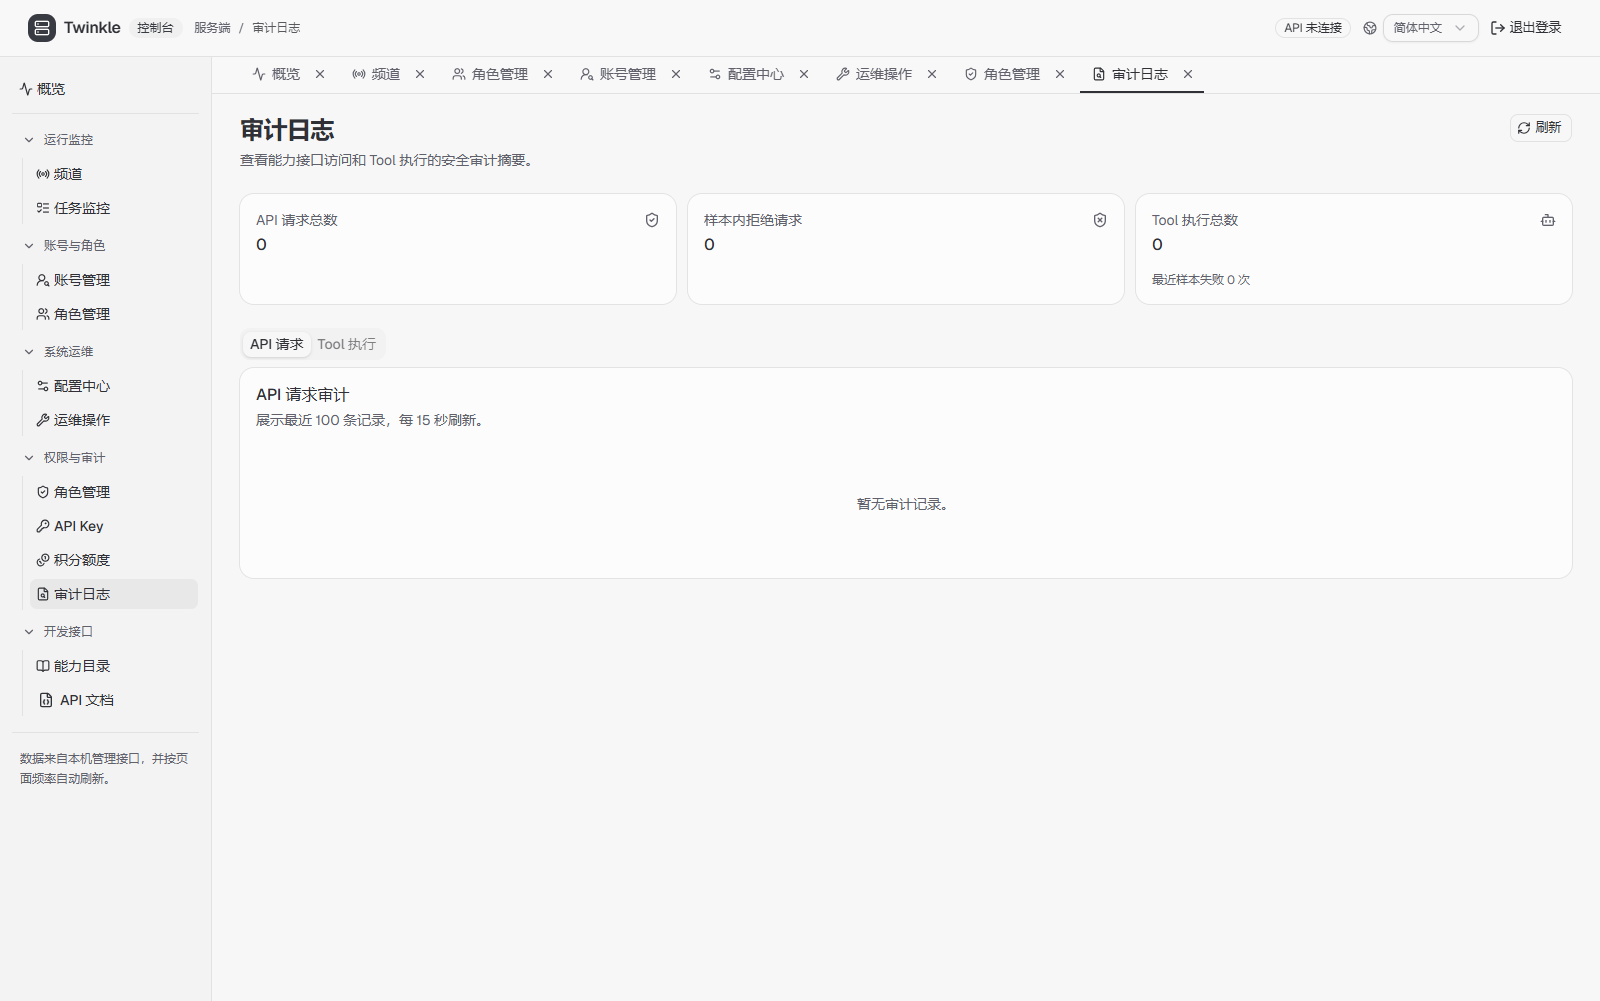 Twinkle 控制台 服务端 / 审计日志 API 未连接 简体中文 退出登录
概览 频道 角色管理 账号管理 配置中心 运维操作 角色管理 审计日志
概览
运行监控
频道
任务监控
账号与角色
账号管理
角色管理
系统运维
配置中心
运维操作
权限与审计
角色管理
API Key
积分额度
审计日志
开发接口
能力目录
API 文档
数据来自本机管理接口，并按页
面频率自动刷新。
审计日志
刷新
查看能力接口访问和 Tool 执行的安全审计摘要。
API 请求总数
0
样本内拒绝请求
0
Tool 执行总数
0
最近样本失败 0 次
API 请求 Tool 执行
API 请求审计
展示最近 100 条记录，每 15 秒刷新。
暂无审计记录。